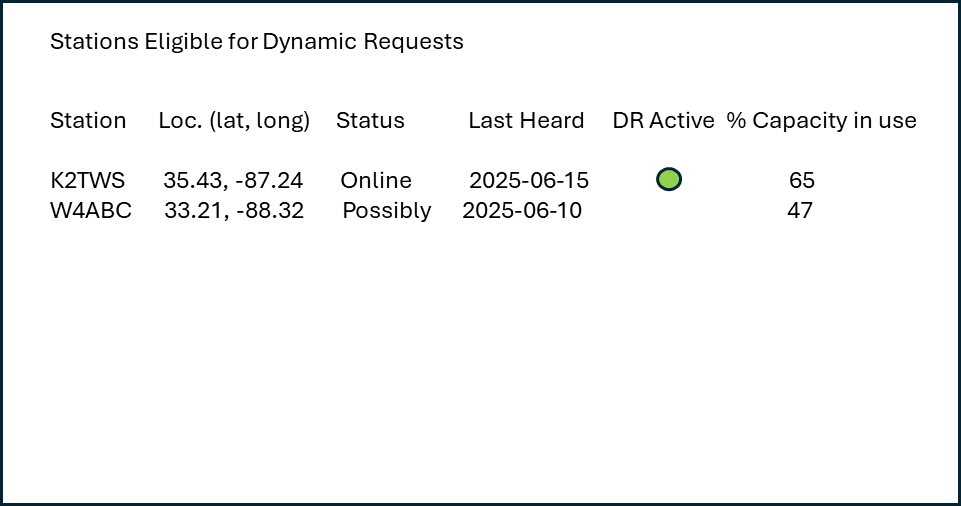 Stations Eligible for Dynamic Requests
Station Loc. (lat, long) Status Last Heard DR Active % Capacity in use
K2TWS 35.43, -87.24 Online 2025-06-15 65
W4ABC 33.21, -88.32 Possibly 2025-06-10 47